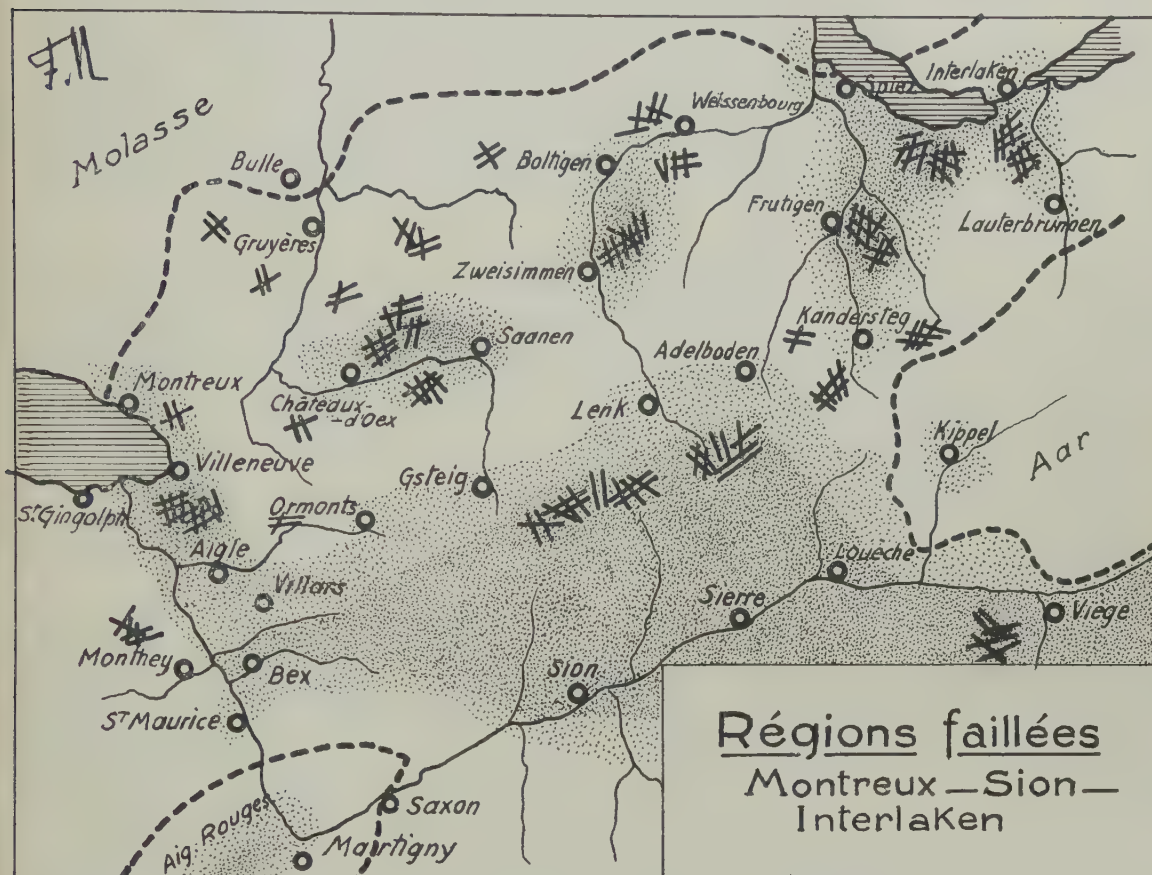 F.M
Molasse
Bulle
Gruyères
Weissenbourg
Boltigen
Spiez
Interlaken
Frutigen
Lauterbrunnen
Zweisimmen
Saanen
Kandersteg
Adelboden
Montreux
Châteaux-
-d'Oex
Lenk
Kippel
Aar
Villeneuve
Gsteig
St Gingolph
Ormonts
Aigle
Louèche
Villars
Sierre
Viège
Monthey
Bex
Sion
St Maurice
Régions faillées
Montreux — Sion —
Interlaken
Saxon
Aig. Rouges
Martigny